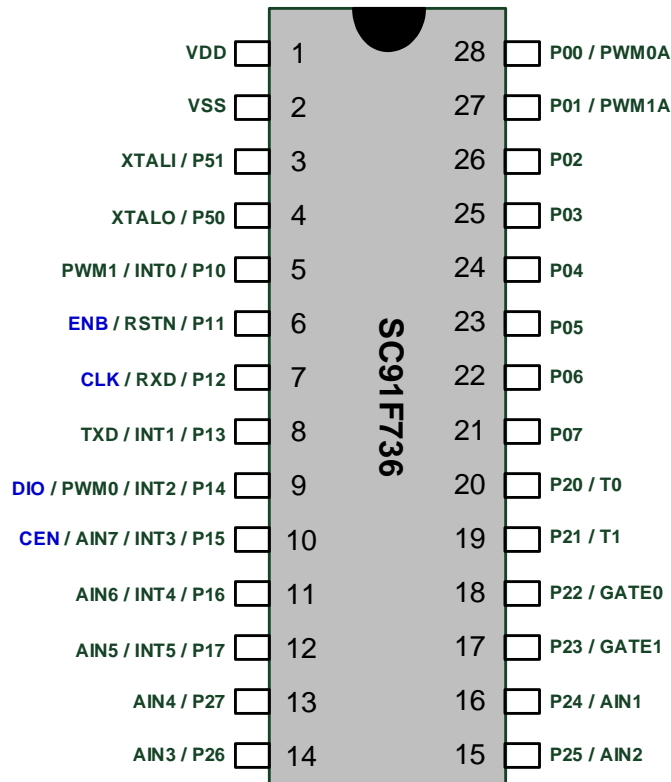 VDD 1 28 P00 / PWM0A
VSS 2 27 P01 / PWM1A
XTALI / P51 3 26 P02
XTALO / P50 4 25 P03
PWM1 / INT0 / P10 5 24 P04
ENB / RSTN / P11 6 23 P05
CLK / RXD / P12 7 22 P06
TXD / INT1 / P13 8 21 P07
DIO / PWM0 / INT2 / P14 9 20 P20 / T0
CEN / AIN7 / INT3 / P15 10 19 P21 / T1
AIN6 / INT4 / P16 11 18 P22 / GATE0
AIN5 / INT5 / P17 12 17 P23 / GATE1
AIN4 / P27 13 16 P24 / AIN1
AIN3 / P26 14 15 P25 / AIN2
SC91F736